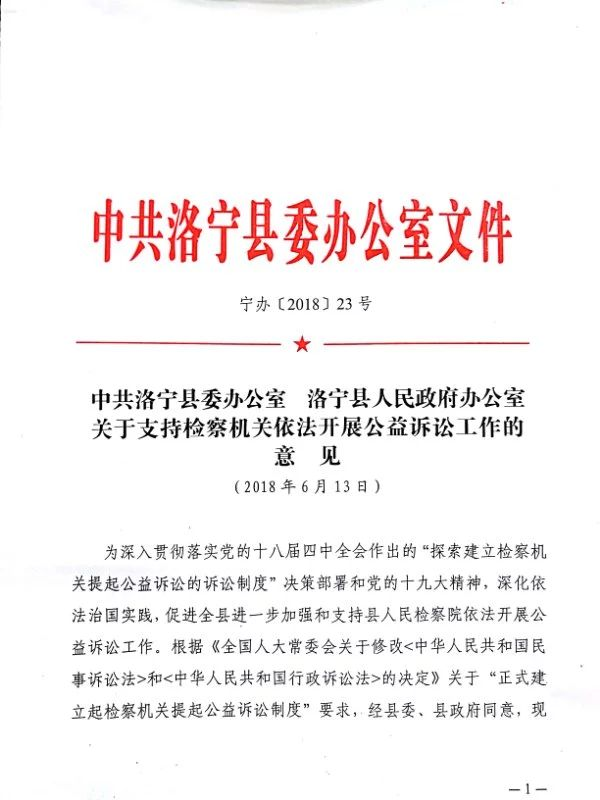 中共洛宁县委办公室文件
宁办〔2018〕23号
中共洛宁县委办公室　洛宁县人民政府办公室
关于支持检察机关依法开展公益诉讼工作的
意　见
(2018年6月13日)
为深入贯彻落实党的十八届四中全会作出的“探索建立检察机
关提起公益诉讼的诉讼制度”决策部署和党的十九大精神，深化依
法治国实践，促进全县进一步加强和支持县人民检察院依法开展公
益诉讼工作。根据《全国人大常委会关于修改<中华人民共和国民
事诉讼法>和<中华人民共和国行政诉讼法>的决定》关于“正式建
立起检察机关提起公益诉讼制度”要求，经县委、县政府同意，现
—1—